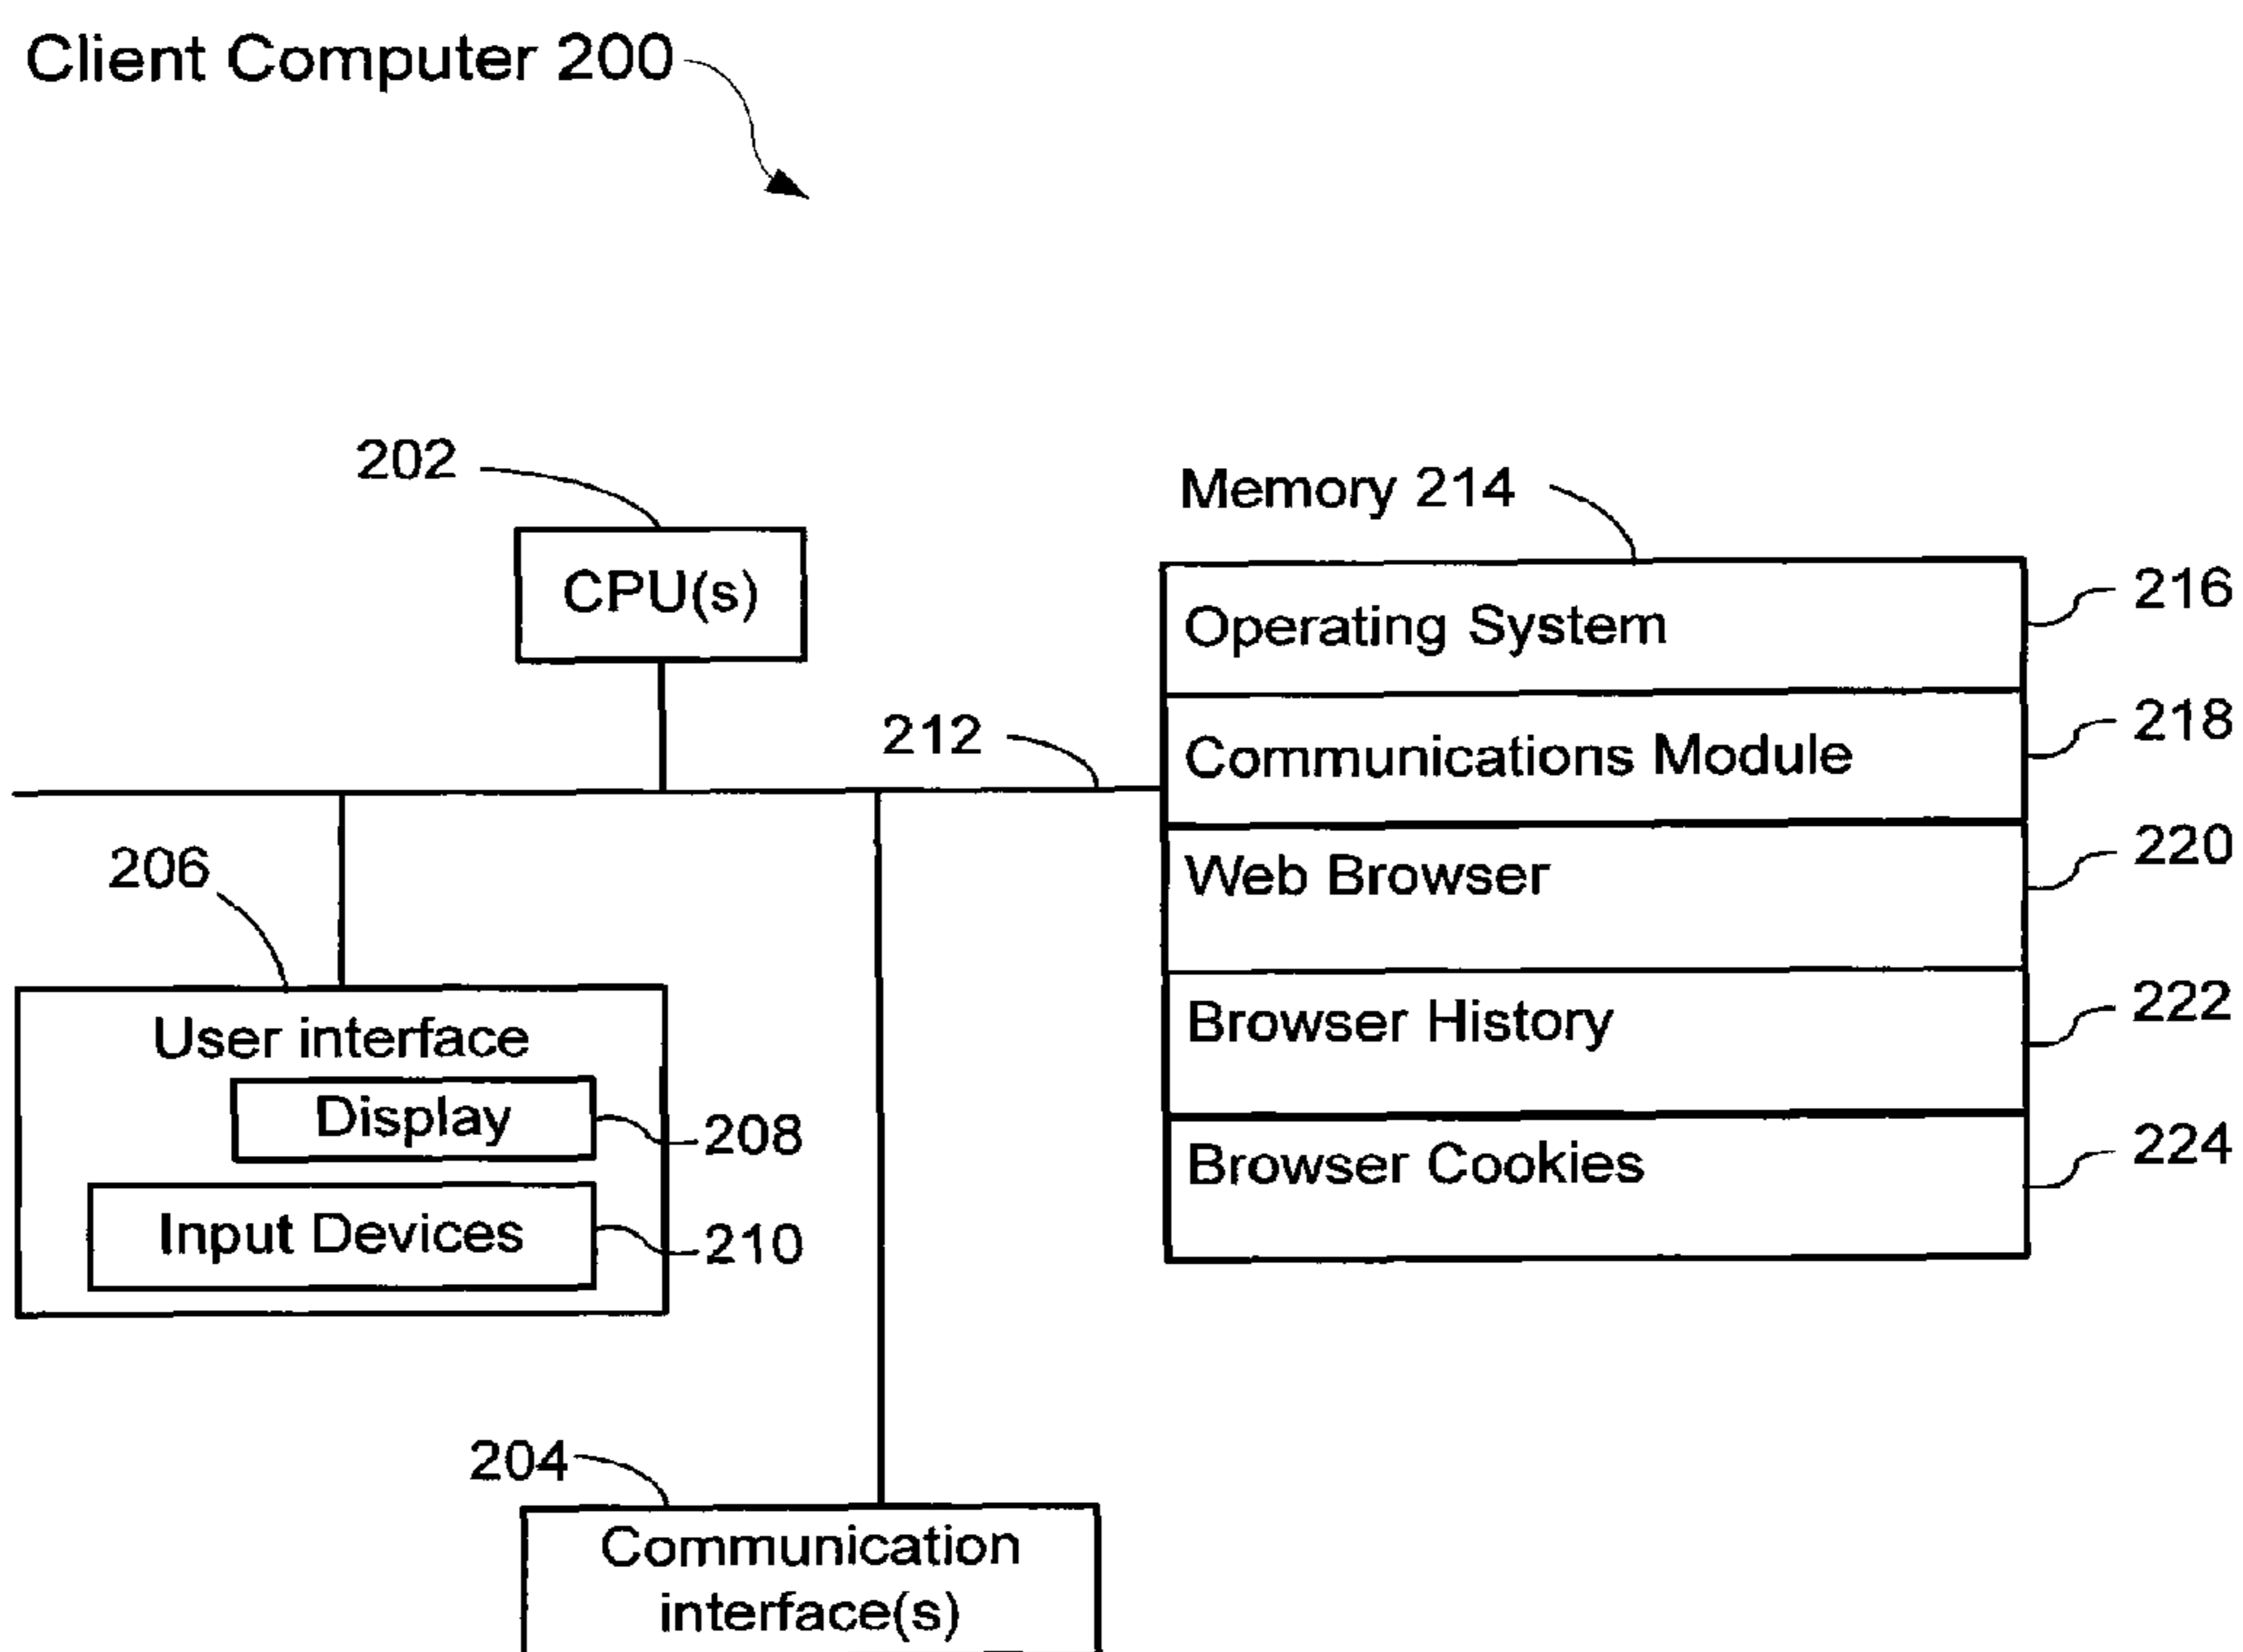 Client Computer 200
202
CPU(s)
212
206
User interface
Display
208
Input Devices
210
204
Communication
interface(s)
Memory 214
Operating System
216
Communications Module
218
Web Browser
220
Browser History
222
Browser Cookies
224